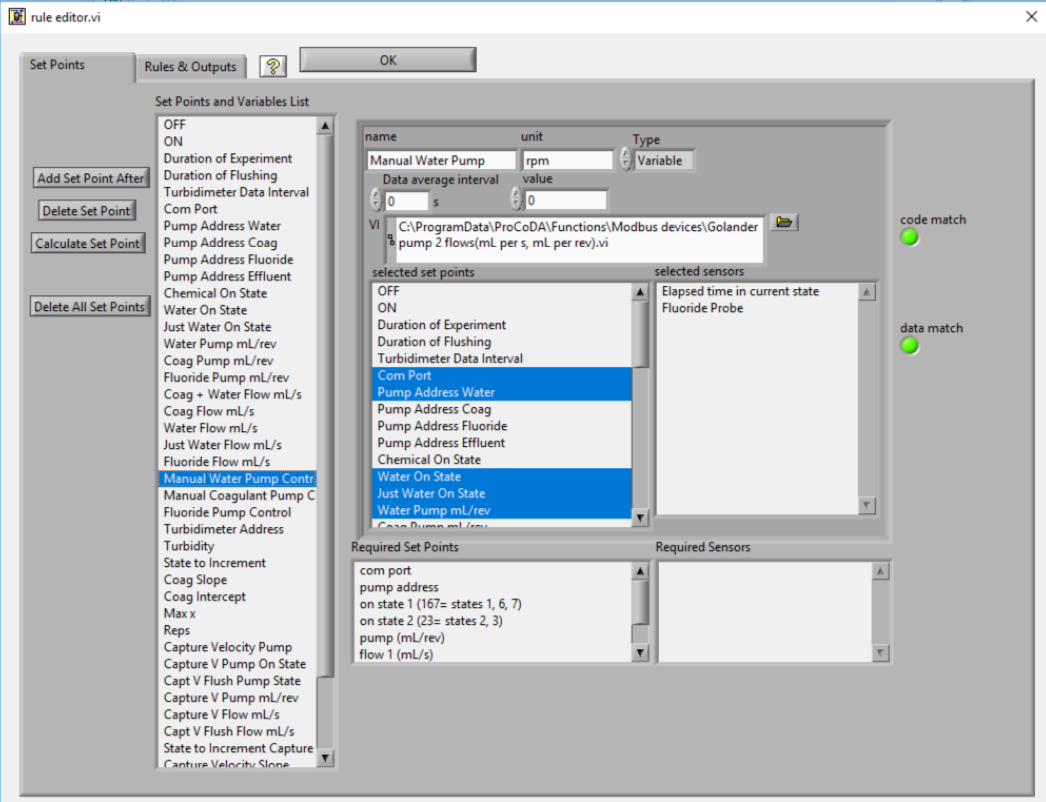 rule editor.vi
Set Points
Rules & Outputs
?
OK
Set Points and Variables List
OFF
ON
Duration of Experiment
Duration of Flushing
Turbidimeter Data Interval
Com Port
Pump Address Water
Pump Address Coag
Pump Address Fluoride
Pump Address Effluent
Chemical On State
Water On State
Just Water On State
Water Pump mL/rev
Coag Pump mL/rev
Fluoride Pump mL/rev
Coag + Water Flow mL/s
Coag Flow mL/s
Water Flow mL/s
Just Water Flow mL/s
Fluoride Flow mL/s
Manual Water Pump Contr
Manual Coagulant Pump C
Fluoride Pump Control
Turbidimeter Address
Turbidity
State to Increment
Coag Slope
Coag Intercept
Max x
Reps
Capture Velocity Pump
Capture V Pump On State
Capt V Flush Pump State
Capture V Pump mL/rev
Capture V Flow mL/s
Capt V Flush Flow mL/s
State to Increment Capture
Capture Velocity Slope
Add Set Point After
Delete Set Point
Calculate Set Point
Delete All Set Points
name
unit
Type
Manual Water Pump
rpm
Variable
Data average interval
value
0
s
0
VI
C:\ProgramData\ProCoDA\Functions\Modbus devices\Golander
pump 2 flows(mL per s, mL per rev).vi
selected set points
OFF
ON
Duration of Experiment
Duration of Flushing
Turbidimeter Data Interval
Com Port
Pump Address Water
Pump Address Coag
Pump Address Fluoride
Pump Address Effluent
Chemical On State
Water On State
Just Water On State
Water Pump mL/rev
Coag Pump mL/rev
selected sensors
Elapsed time in current state
Fluoride Probe
code match
data match
Required Set Points
com port
pump address
on state 1 (167= states 1, 6, 7)
on state 2 (23= states 2, 3)
pump (mL/rev)
flow 1 (mL/s)
Required Sensors